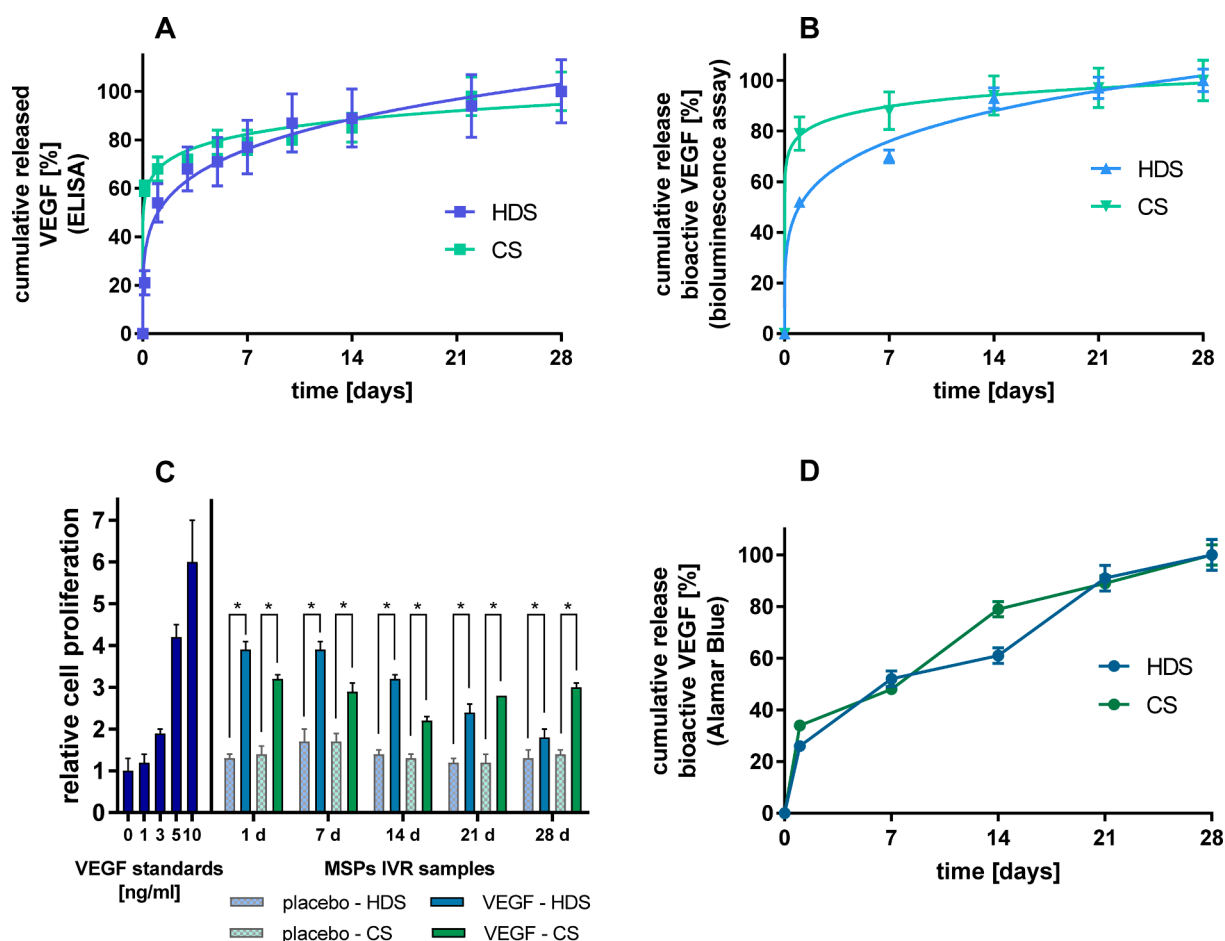 A
cumulative released
VEGF [%]
(ELISA)
100
80
60
40
20
0
HDS
CS
0 7 14 21 28
time [days]
B
cumulative release
bioactive VEGF [%]
(bioluminescence assay)
100
80
60
40
20
0
HDS
CS
0 7 14 21 28
time [days]
C
relative cell proliferation
7
6
5
4
3
2
1
0
* * * * * * * * * *
0 1 3 5 10
1 d 7 d 14 d 21 d 28 d
VEGF standards
[ng/ml]
MSPs IVR samples
placebo - HDS VEGF - HDS
placebo - CS VEGF - CS
D
cumulative release
bioactive VEGF [%]
(Alamar Blue)
100
80
60
40
20
0
HDS
CS
0 7 14 21 28
time [days]